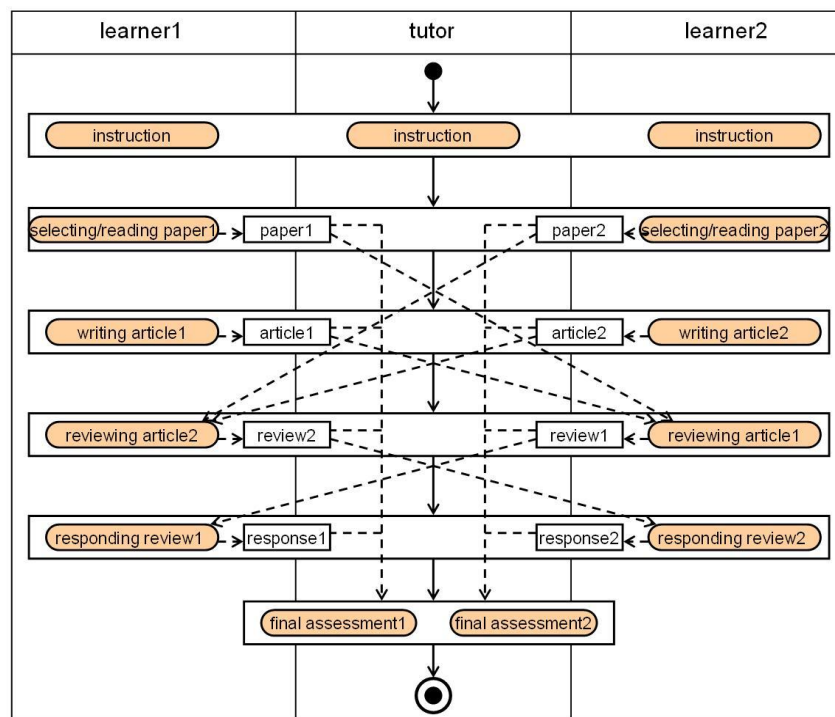 learner1 tutor learner2
instruction instruction instruction
selecting/reading paper1 paper1 paper2 selecting/reading paper2
writing article1 article1 article2 writing article2
reviewing article2 review2 review1 reviewing article1
responding review1 response1 response2 responding review2
final assessment1 final assessment2